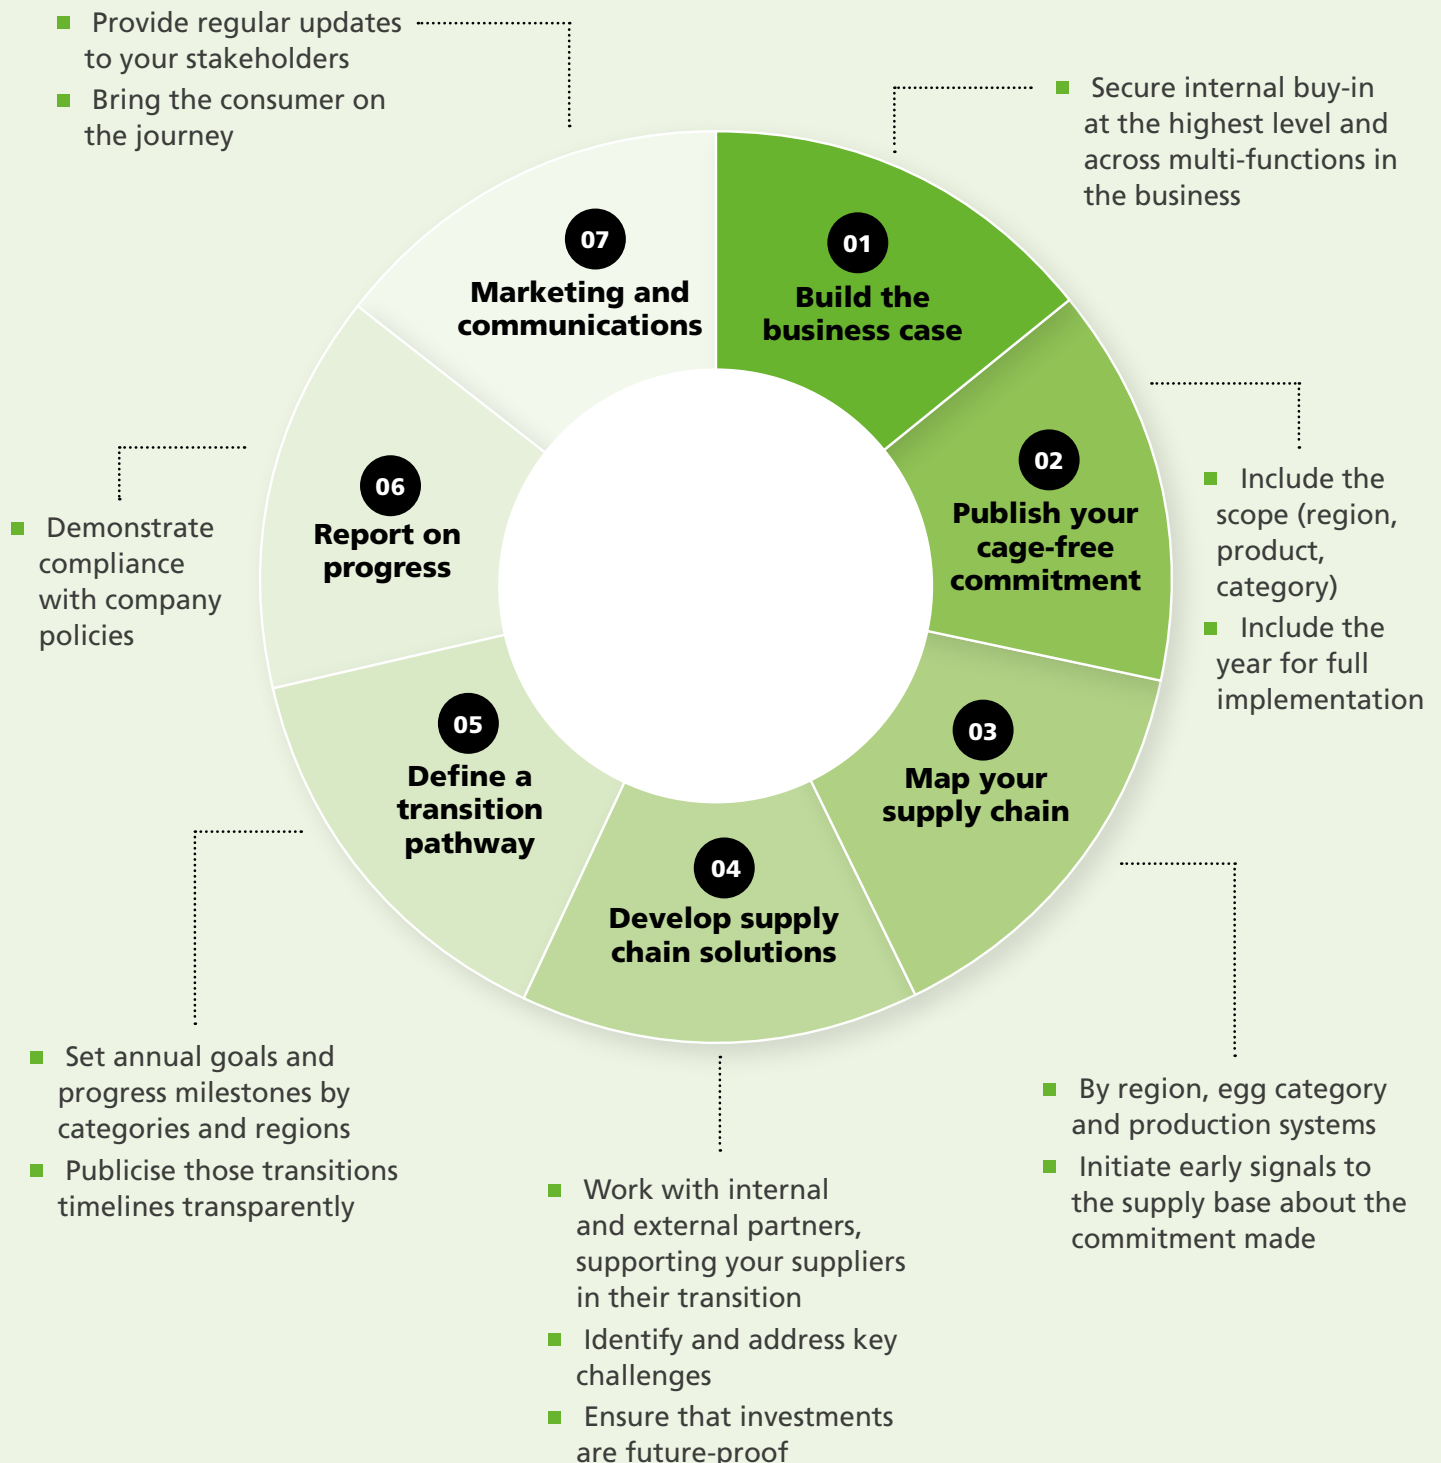 Provide regular updates
to your stakeholders
Bring the consumer on
the journey
Secure internal buy-in
at the highest level and
across multi-functions in
the business
01
Build the
business case
02
Publish your
cage-free
commitment
Include the
scope (region,
product,
category)
Include the
year for full
implementation
03
Map your
supply chain
By region, egg category
and production systems
Initiate early signals to
the supply base about the
commitment made
04
Develop supply
chain solutions
Work with internal
and external partners,
supporting your suppliers
in their transition
Identify and address key
challenges
Ensure that investments
are future-proof
05
Define a
transition
pathway
Set annual goals and
progress milestones by
categories and regions
Publicise those transitions
timelines transparently
06
Report on
progress
Demonstrate
compliance
with company
policies
07
Marketing and
communications